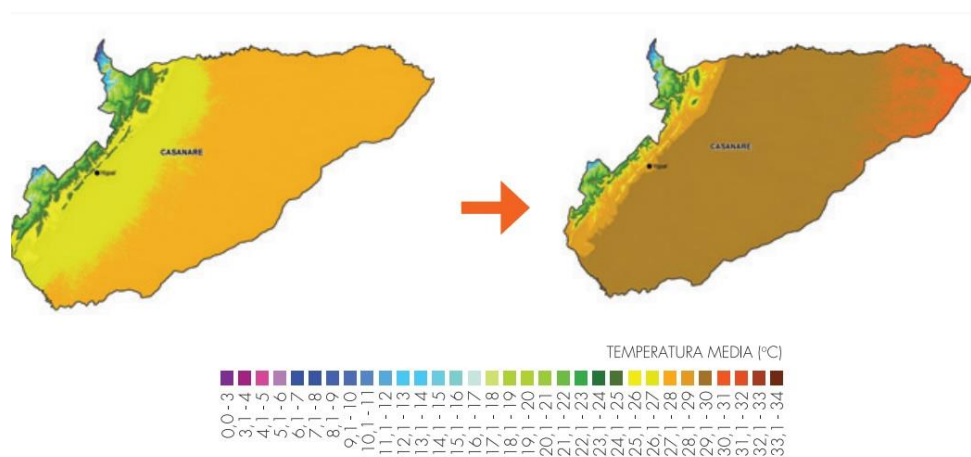 CASANARE
Yopal
CASANARE
Yopal
TEMPERATURA MEDIA (°C)
0,0 - 3
3,1 - 4
4,1 - 5
5,1 - 6
6,1 - 7
7,1 - 8
8,1 - 9
9,1 - 10
10,1 - 11
11,1 - 12
12,1 - 13
13,1 - 14
14,1 - 15
15,1 - 16
16,1 - 17
17,1 - 18
18,1 - 19
19,1 - 20
20,1 - 21
21,1 - 22
22,1 - 23
23,1 - 24
24,1 - 25
25,1 - 26
26,1 - 27
27,1 - 28
28,1 - 29
29,1 - 30
30,1 - 31
31,1 - 32
32,1 - 33
33,1 - 34